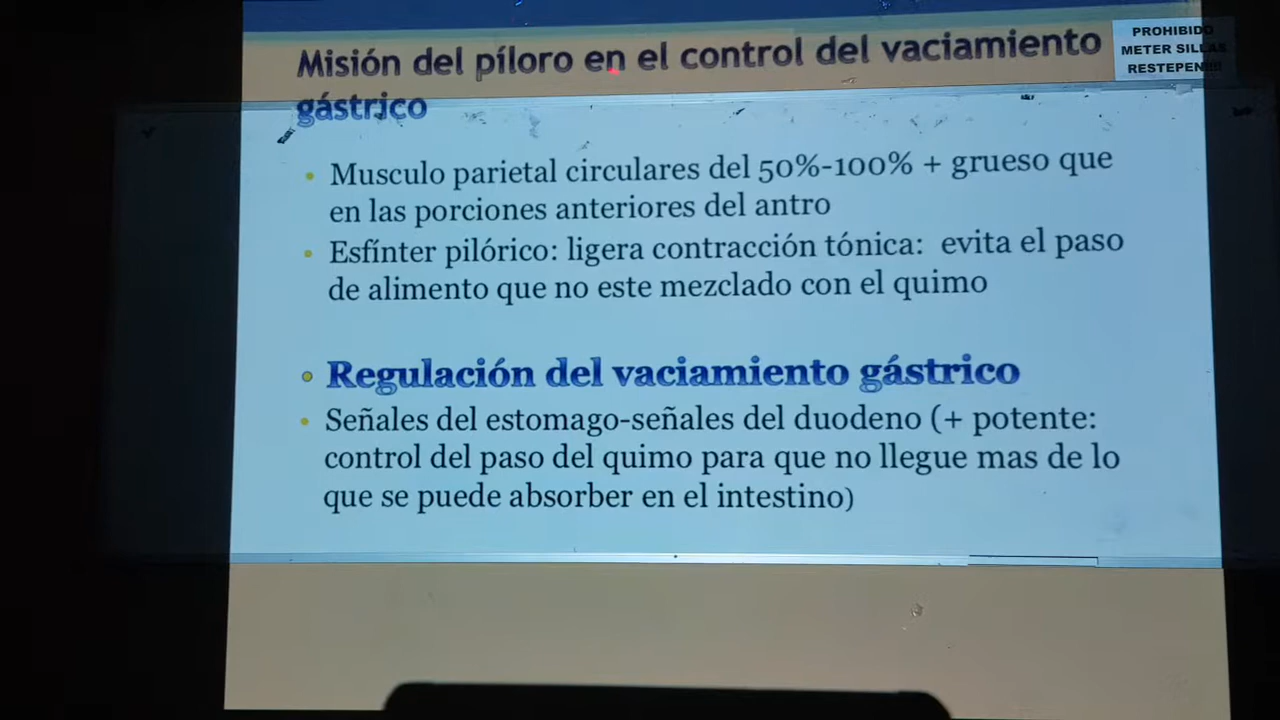 Misión del píloro en el control del vaciamiento
gástrico
PROHIBIDO
METER SILLAS
RESTEPEN!!!!
• Musculo parietal circulares del 50%-100% + grueso que
en las porciones anteriores del antro
• Esfínter pilórico: ligera contracción tónica: evita el paso
de alimento que no este mezclado con el quimo
• Regulación del vaciamiento gástrico
• Señales del estomago-señales del duodeno (+ potente:
control del paso del quimo para que no llegue mas de lo
que se puede absorber en el intestino)